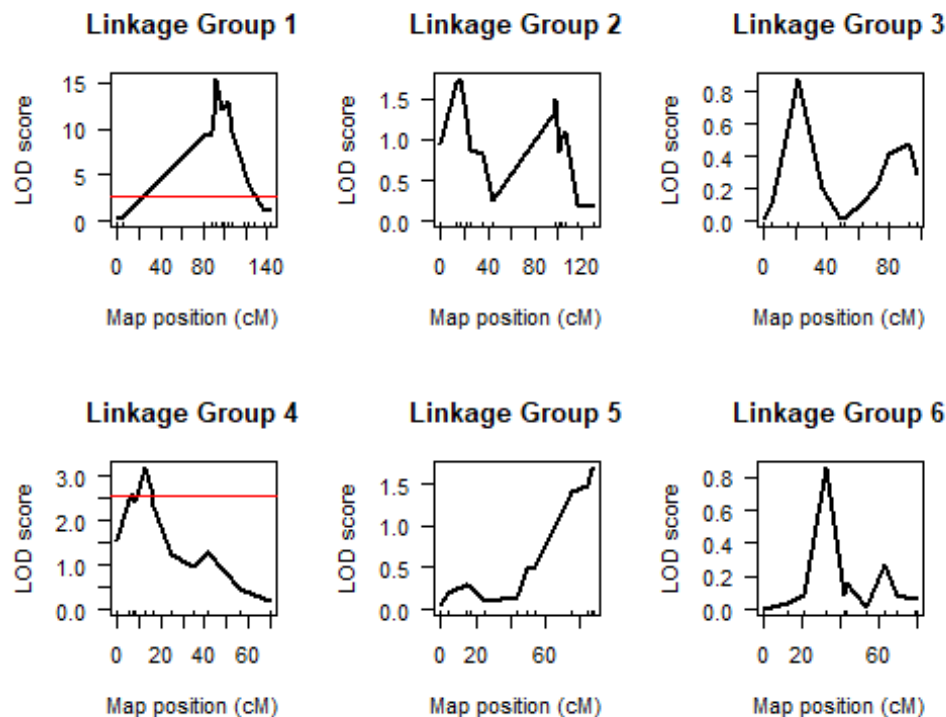 Linkage Group 1
LOD score
15
10
5
0
0 40 80 140
Map position (cM)
Linkage Group 2
LOD score
1.5
1.0
0.5
0.0
0 40 80 120
Map position (cM)
Linkage Group 3
LOD score
0.8
0.6
0.4
0.2
0.0
0 40 80
Map position (cM)
Linkage Group 4
LOD score
3.0
2.0
1.0
0.0
0 20 40 60
Map position (cM)
Linkage Group 5
LOD score
1.5
1.0
0.5
0.0
0 20 60
Map position (cM)
Linkage Group 6
LOD score
0.8
0.6
0.4
0.2
0.0
0 20 60
Map position (cM)